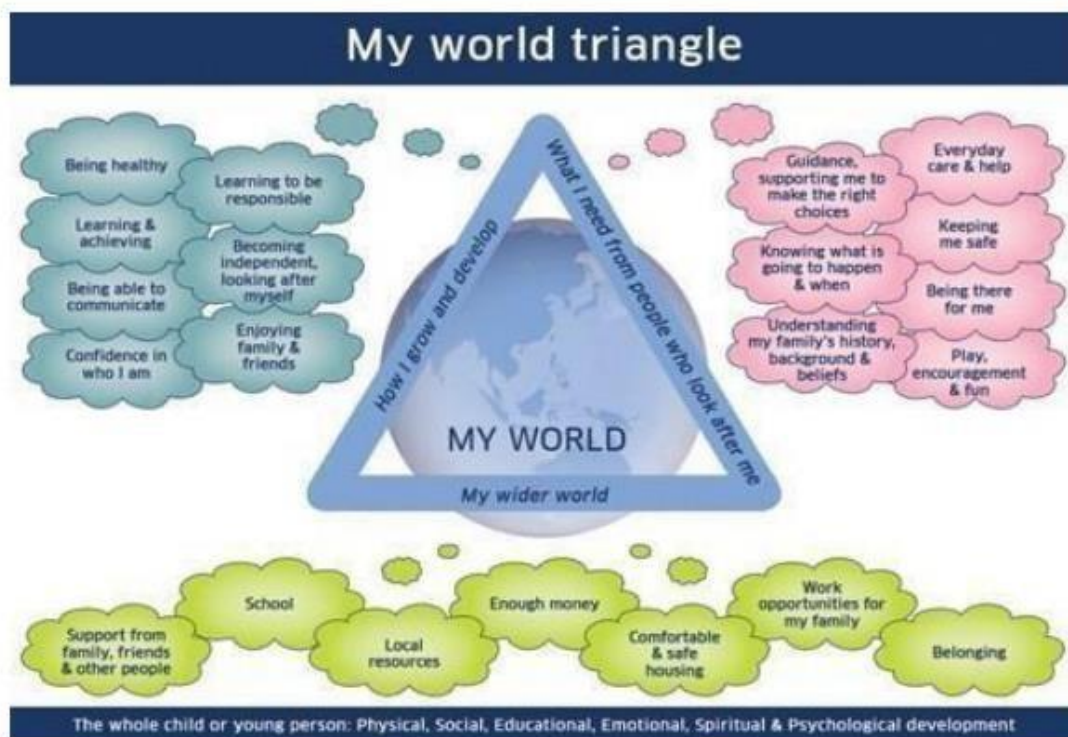 My world triangle
Being healthy
Learning to be
responsible
Learning &
achieving
Becoming
independent,
looking after
myself
Being able to
communicate
Enjoying
family &
friends
Confidence in
who I am
How I grow and develop
What I need from people who look after me
Guidance,
supporting me to
make the right
choices
Everyday
care & help
Keeping
me safe
Knowing what is
going to happen
& when
Being there
for me
Understanding
my family's history,
background &
beliefs
Play,
encouragement
& fun
MY WORLD
My wider world
Support from
family, friends
& other people
School
Local
resources
Enough money
Comfortable
& safe
housing
Work
opportunities for
my family
Belonging
The whole child or young person: Physical, Social, Educational, Emotional, Spiritual & Psychological development